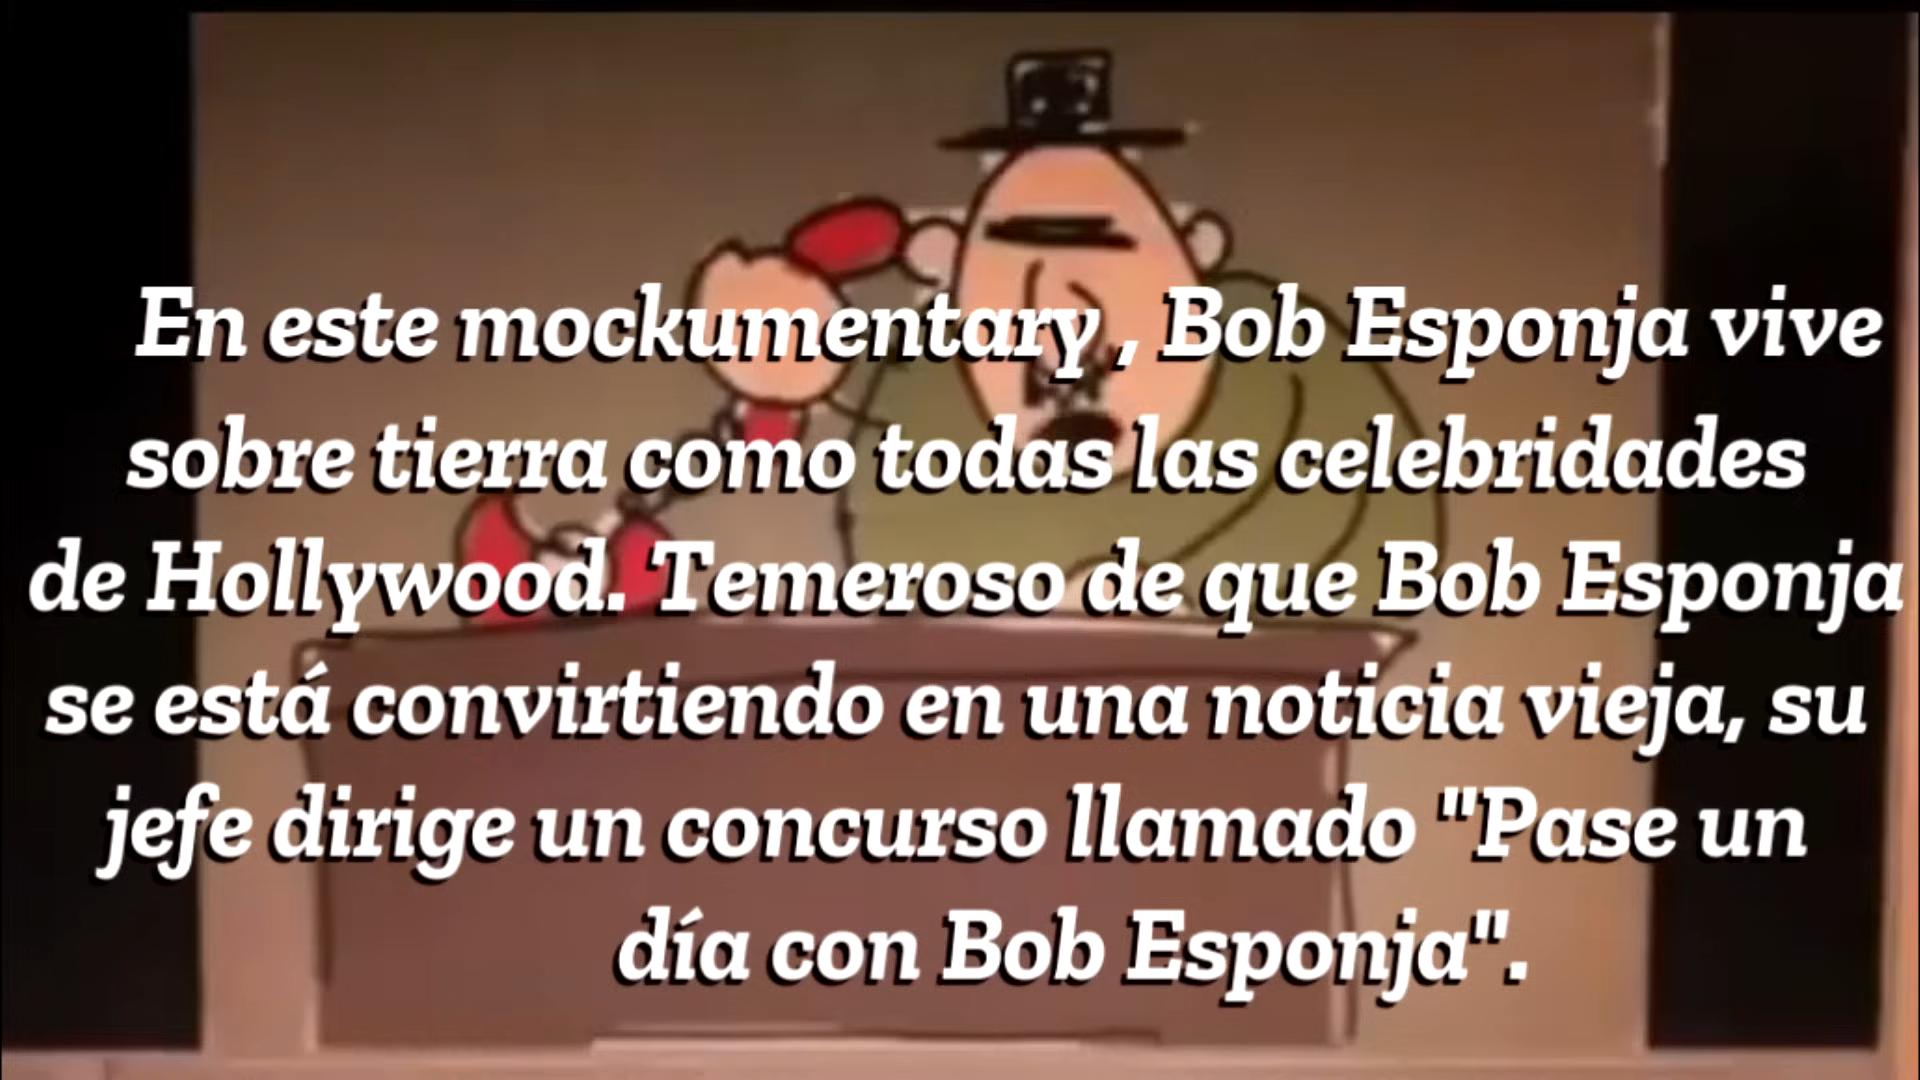 En este mockumentary , Bob Esponja vive
sobre tierra como todas las celebridades
de Hollywood. Temeroso de que Bob Esponja
se está convirtiendo en una noticia vieja, su
jefe dirige un concurso llamado "Pase un
día con Bob Esponja".